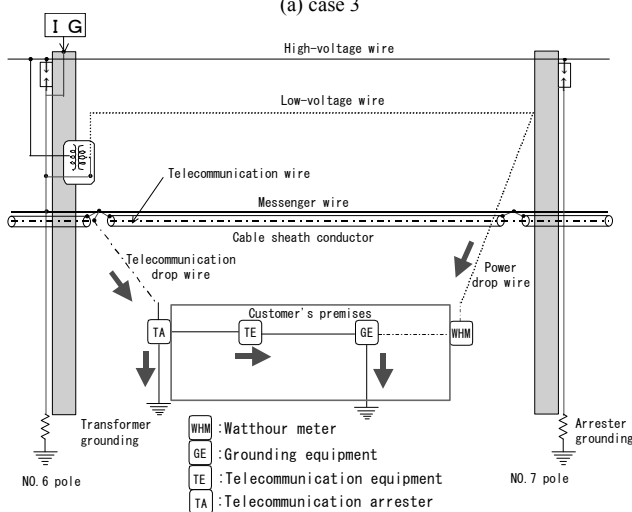 (a) case 3
I G
High-voltage wire
Low-voltage wire
Telecommunication wire
Messenger wire
Cable sheath conductor
Telecommunication
drop wire
Power
drop wire
Customer's premises
TA
TE
GE
WHM
Transformer
grounding
Arrester
grounding
NO.6 pole
NO.7 pole
WHM :Watthour meter
GE :Grounding equipment
TE :Telecommunication equipment
TA :Telecommunication arrester